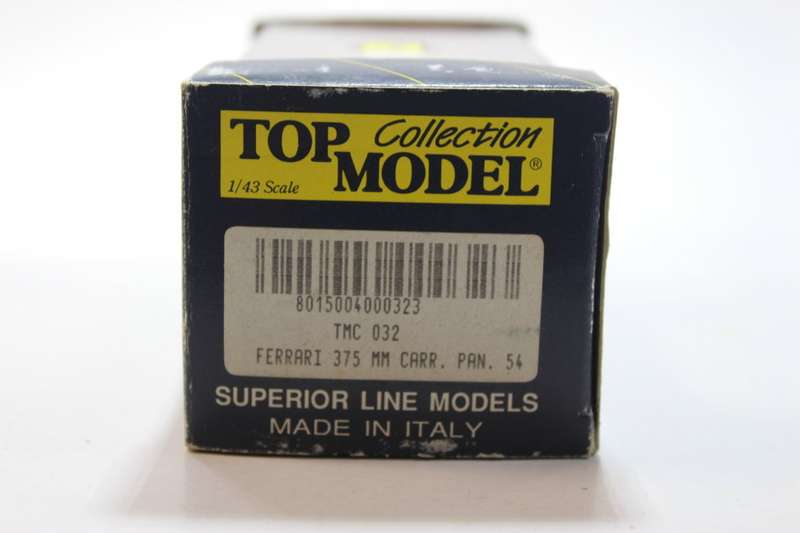 TOP Collection
1/43 Scale MODEL®
8015004000323
TMC 032
FERRARI 375 MM CARR. PAN. 54
SUPERIOR LINE MODELS
MADE IN ITALY